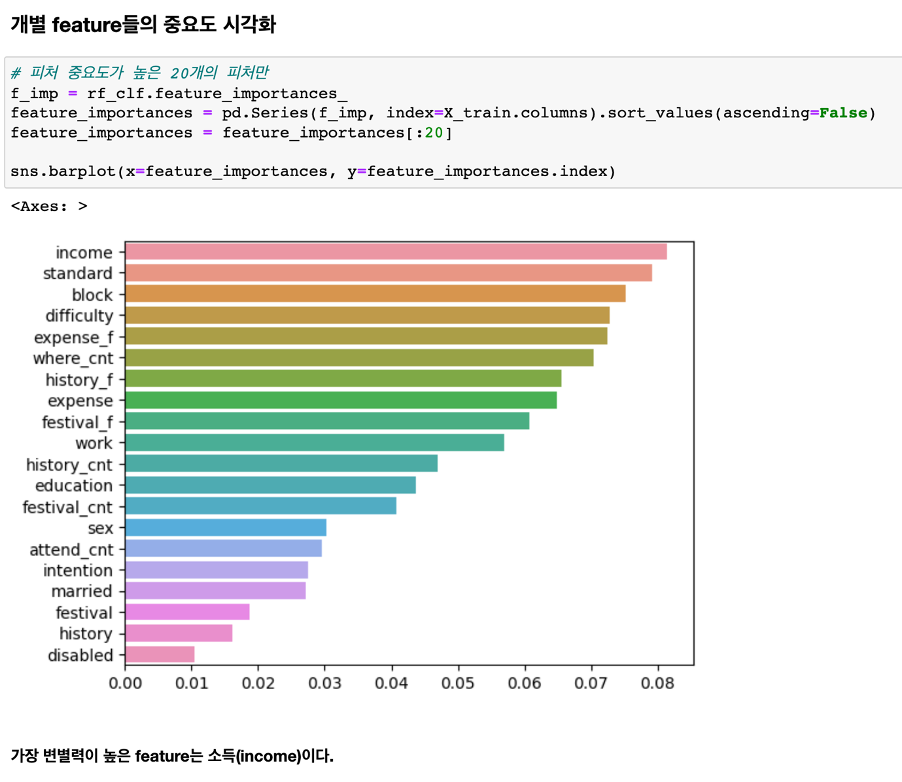 개별 feature들의 중요도 시각화
# 피처 중요도가 높은 20개의 피처만
f_imp = rf_clf.feature_importances_
feature_importances = pd.Series(f_imp, index=X_train.columns).sort_values(ascending=False)
feature_importances = feature_importances[:20]
sns.barplot(x=feature_importances, y=feature_importances.index)
<Axes: >
income
standard
block
difficulty
expense_f
where_cnt
history_f
expense
festival_f
work
history_cnt
education
festival_cnt
sex
attend_cnt
intention
married
festival
history
disabled
0.00 0.01 0.02 0.03 0.04 0.05 0.06 0.07 0.08
가장 변별력이 높은 feature는 소득(income)이다.